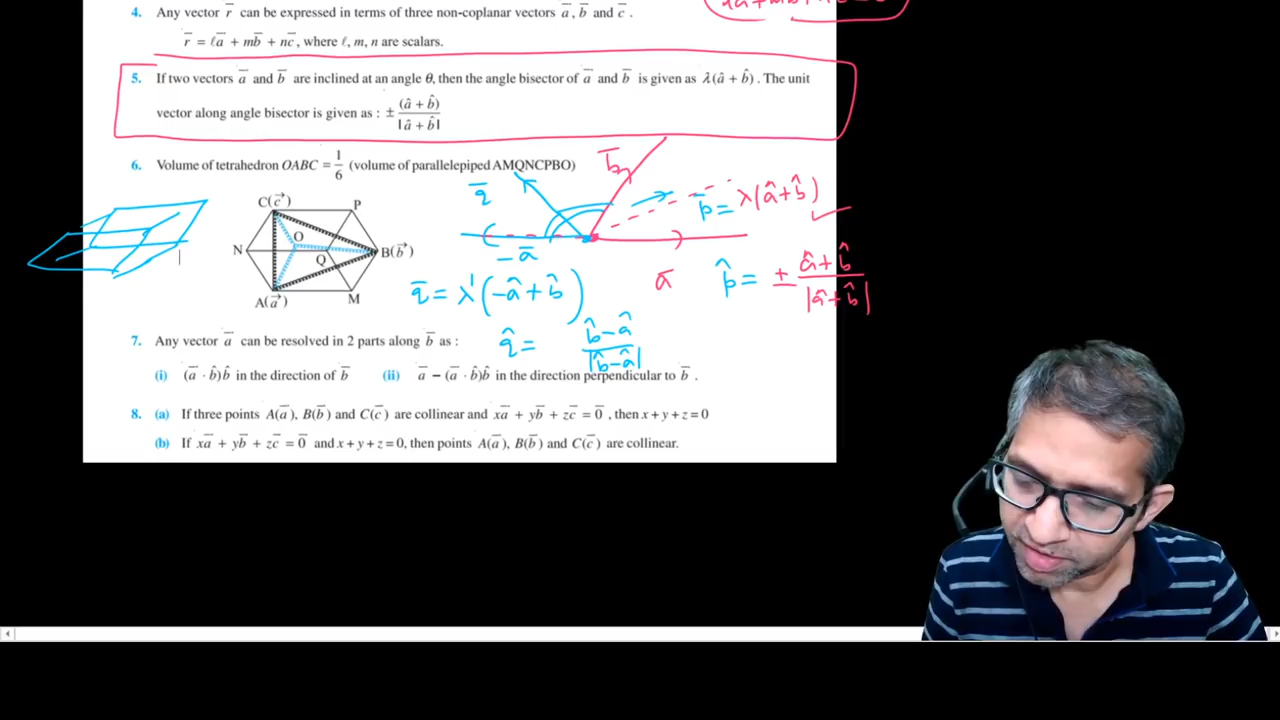 4. Any vector r̅ can be expressed in terms of three non-coplanar vectors a̅, b̅ and c̅ .
r̅ = ℓa̅ + mb̅ + nc̅, where ℓ, m, n are scalars.
5. If two vectors a̅ and b̅ are inclined at an angle θ, then the angle bisector of a̅ and b̅ is given as λ(â + b̂) . The unit
vector along angle bisector is given as : ± (â + b̂) / |â + b̂|
6. Volume of tetrahedron OABC = 1/6 (volume of parallelepiped AMQNCPBO)
C(c⃗) P
O
N Q B(b⃗)
A(a⃗) M
b̅
q̅
p̅ = λ(â+b̂)
-a̅
a̅
q̅ = λ'(-â+b̂)
p̂ = ± â+b̂ / |â+b̂|
q̂ = b̂-â / |b̂-â|
7. Any vector a̅ can be resolved in 2 parts along b̅ as :
(i) (a̅ · b̂)b̂ in the direction of b̅ (ii) a̅ − (a̅ · b̂)b̂ in the direction perpendicular to b̅ .
8. (a) If three points A(a̅), B(b̅) and C(c̅) are collinear and xa̅ + yb̅ + zc̅ = 0̅ , then x + y + z = 0
(b) If xa̅ + yb̅ + zc̅ = 0̅ and x + y + z = 0, then points A(a̅), B(b̅) and C(c̅) are collinear.